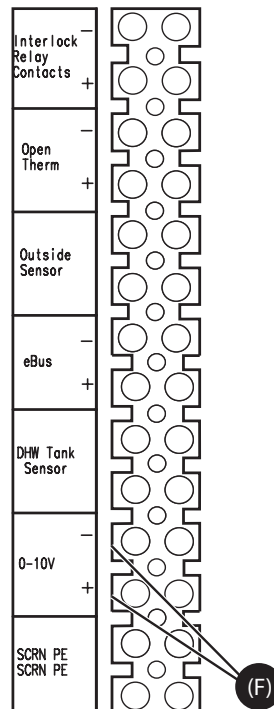 Interlock
Relay
Contacts
−
+
Open
Therm
−
+
Outside
Sensor
eBus
−
+
DHW Tank
Sensor
0-10V
−
+
SCRN PE
SCRN PE
(F)